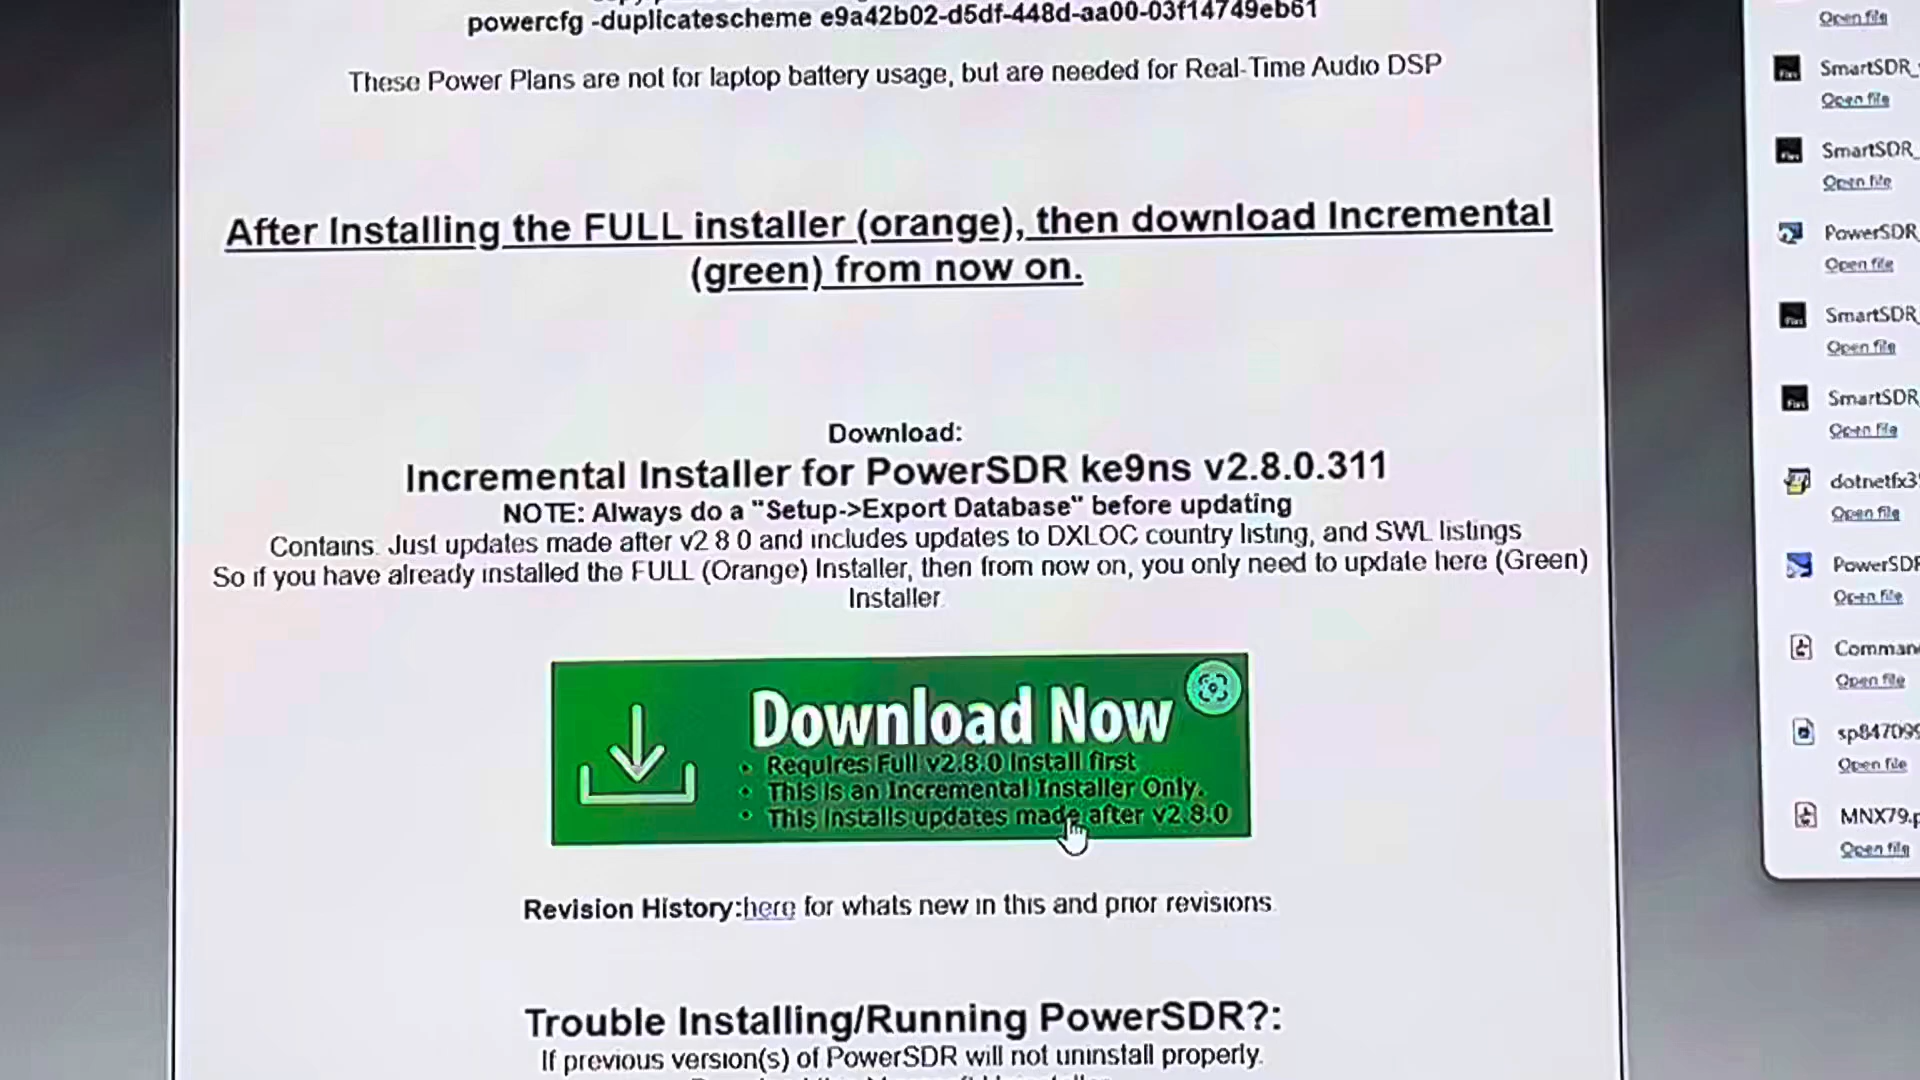 powercfg -duplicatescheme e9a42b02-d5df-448d-aa00-03f14749eb61
These Power Plans are not for laptop battery usage, but are needed for Real-Time Audio DSP
After Installing the FULL installer (orange), then download Incremental
(green) from now on.
Download:
Incremental Installer for PowerSDR ke9ns v2.8.0.311
NOTE: Always do a "Setup->Export Database" before updating
Contains: Just updates made after v2 8 0 and includes updates to DXLOC country listing, and SWL listings
So if you have already installed the FULL (Orange) Installer, then from now on, you only need to update here (Green)
Installer
Download Now
• Requires Full v2.8.0 Install first
• This is an Incremental Installer Only.
• This Installs updates made after v2.8.0
Revision History:here for whats new in this and prior revisions.
Trouble Installing/Running PowerSDR?:
If previous version(s) of PowerSDR will not uninstall properly.
Open file
SmartSDR_
Open file
SmartSDR_
Open file
PowerSDR_
Open file
SmartSDR_
Open file
SmartSDR
Open file
dotnetfx3
Open file
PowerSDR
Open file
Comman
Open file
sp84709
Open file
MNX79.p
Open file